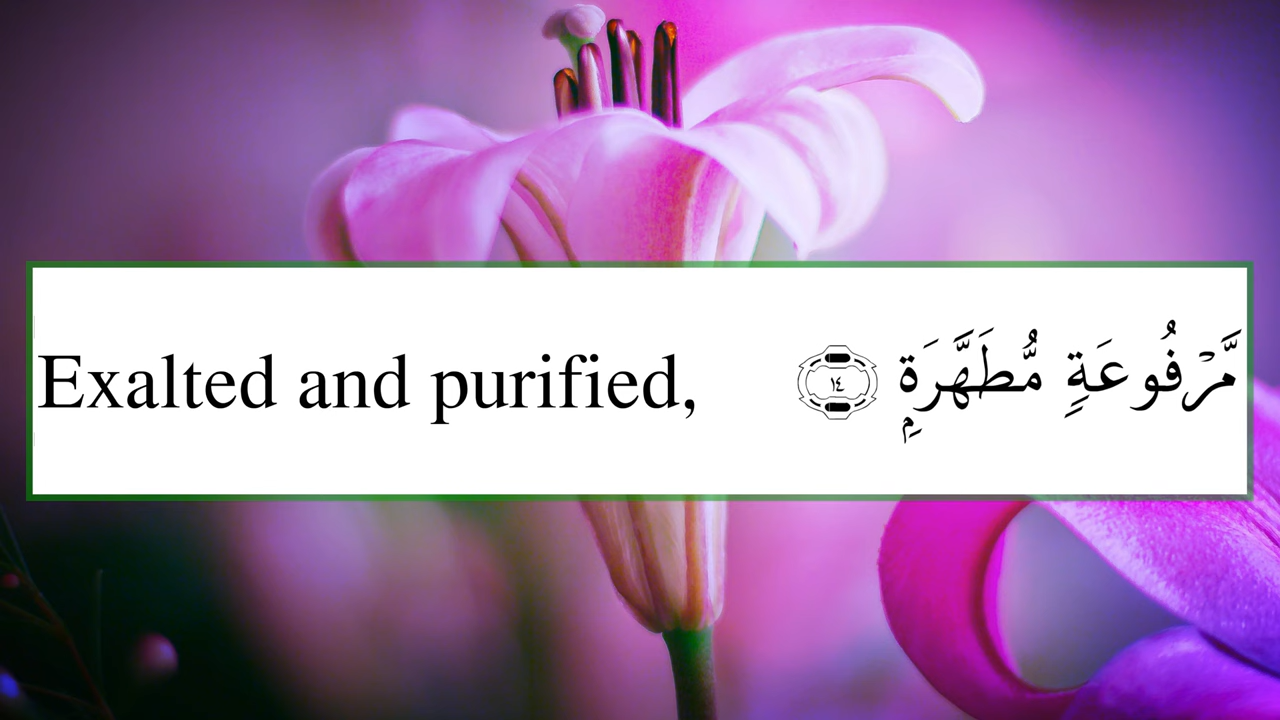 Exalted and purified, مَّرْفُوعَةٍ مُّطَهَّرَةٍۭ ١٤